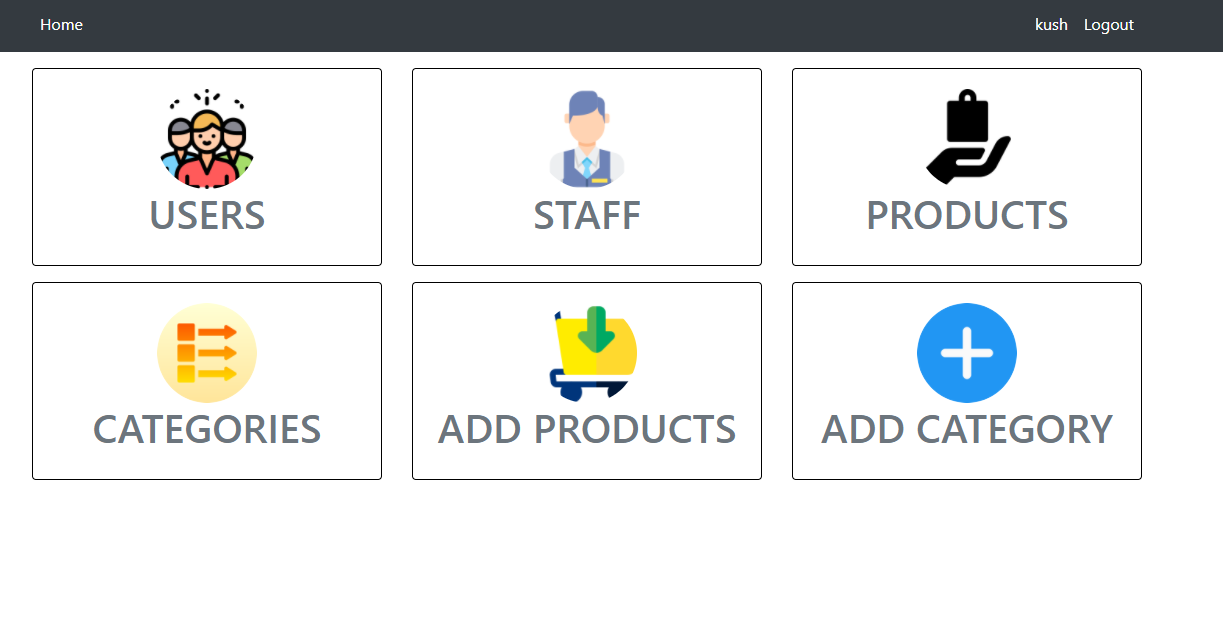 Home kush Logout
USERS STAFF PRODUCTS
CATEGORIES ADD PRODUCTS ADD CATEGORY